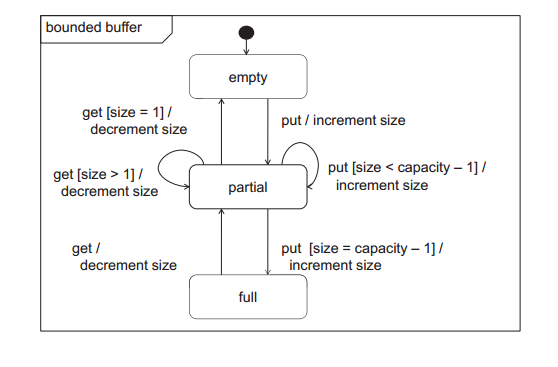 bounded buffer
empty
get [size = 1] /
decrement size
put / increment size
get [size > 1] /
decrement size
partial
put [size < capacity – 1] /
increment size
get /
decrement size
put [size = capacity – 1] /
increment size
full